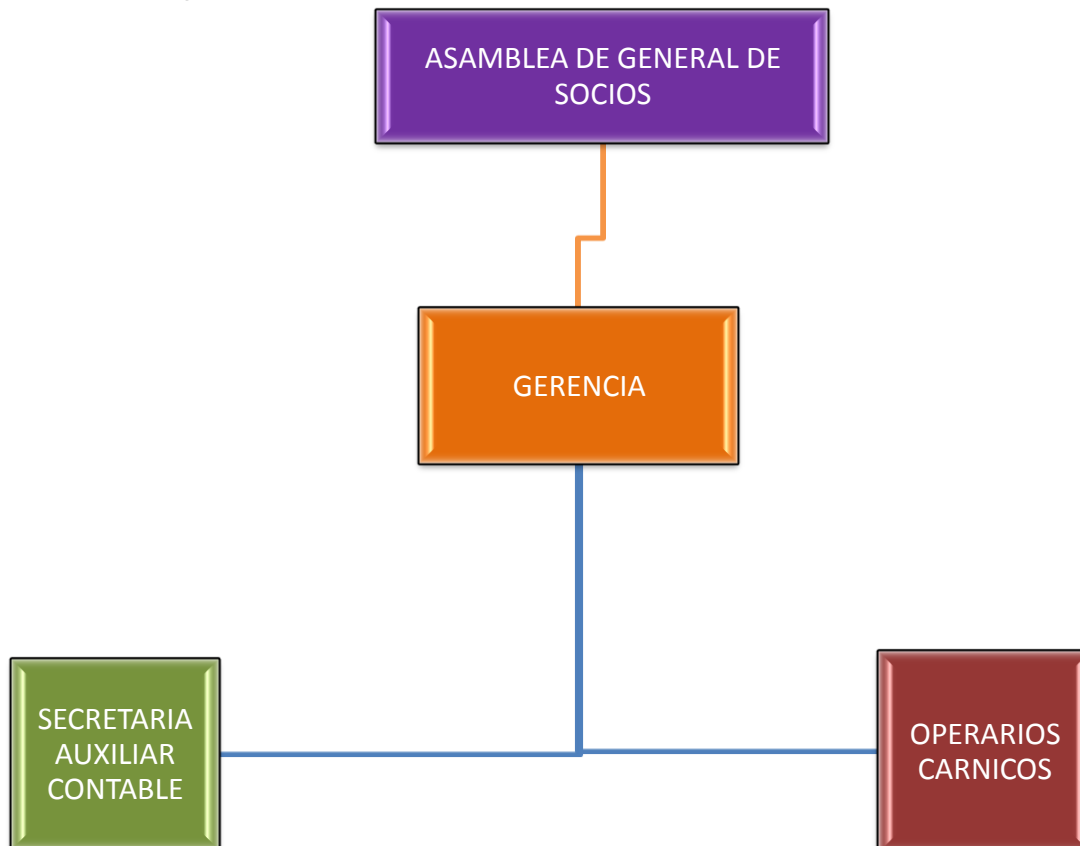 ASAMBLEA DE GENERAL DE
SOCIOS
GERENCIA
SECRETARIA
AUXILIAR
CONTABLE
OPERARIOS
CARNICOS